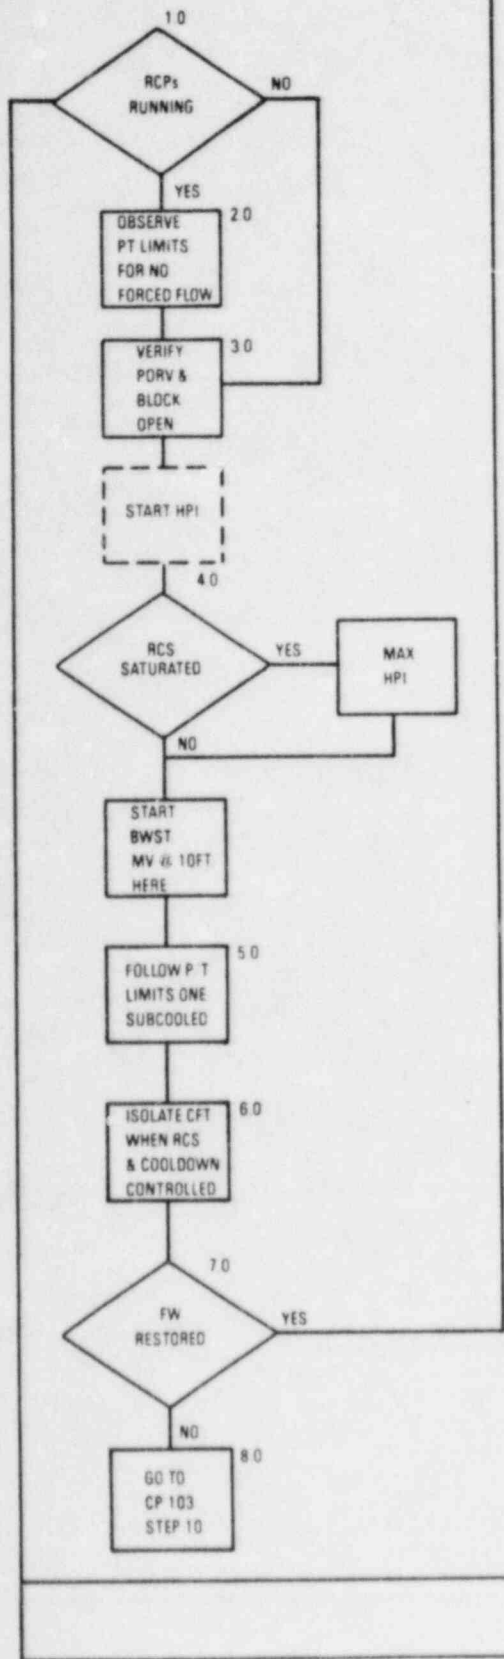 1.0
RCPs
RUNNING
NO
YES
2.0
OBSERVE
PT LIMITS
FOR NO
FORCED FLOW
3.0
VERIFY
PORV &
BLOCK
OPEN
START HPI
4.0
RCS
SATURATED
YES
MAX
HPI
NO
START
BWST
MV @ 10FT
HERE
5.0
FOLLOW P T
LIMITS ONE
SUBCOOLED
6.0
ISOLATE CFT
WHEN RCS
& COOLDOWN
CONTROLLED
7.0
FW
RESTORED
YES
NO
8.0
GO TO
CP 103
STEP 10